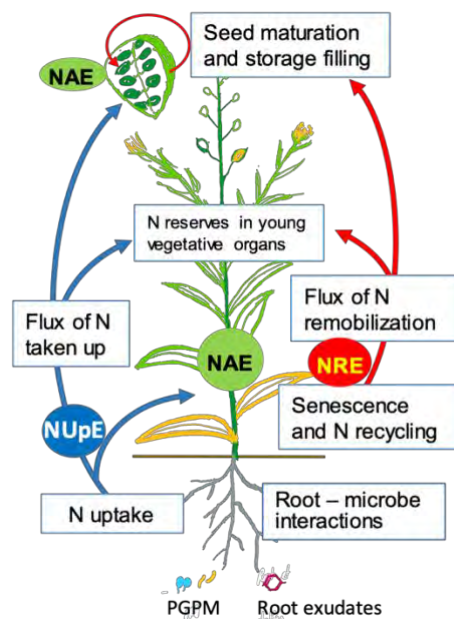 Seed maturation
and storage filling
NAE
N reserves in young
vegetative organs
Flux of N
taken up
Flux of N
remobilization
NAE
NRE
NUpE
Senescence
and N recycling
N uptake
Root – microbe
interactions
PGPM
Root exudates